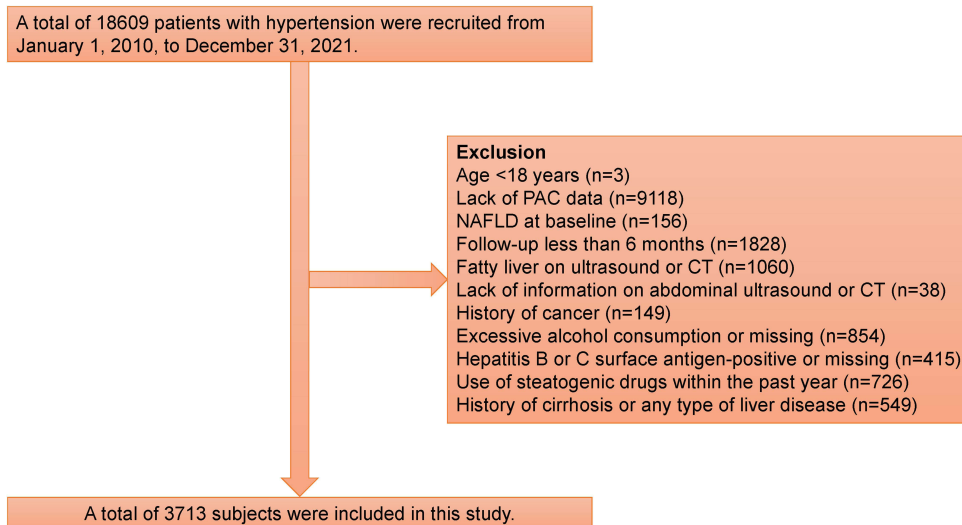 A total of 18609 patients with hypertension were recruited from
January 1, 2010, to December 31, 2021.
Exclusion
Age <18 years (n=3)
Lack of PAC data (n=9118)
NAFLD at baseline (n=156)
Follow-up less than 6 months (n=1828)
Fatty liver on ultrasound or CT (n=1060)
Lack of information on abdominal ultrasound or CT (n=38)
History of cancer (n=149)
Excessive alcohol consumption or missing (n=854)
Hepatitis B or C surface antigen-positive or missing (n=415)
Use of steatogenic drugs within the past year (n=726)
History of cirrhosis or any type of liver disease (n=549)
A total of 3713 subjects were included in this study.